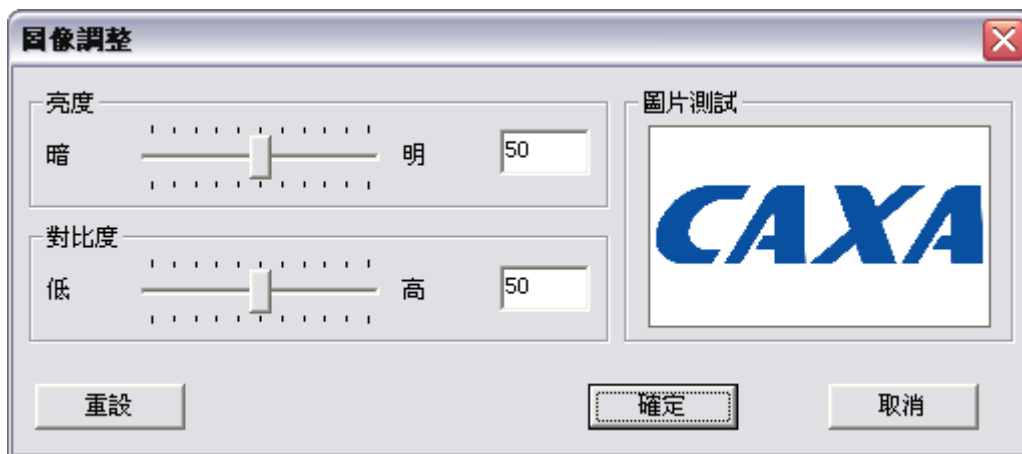 圖像調整
亮度
暗 明 50
對比度
低 高 50
圖片測試
CAXA
重設 確定 取消